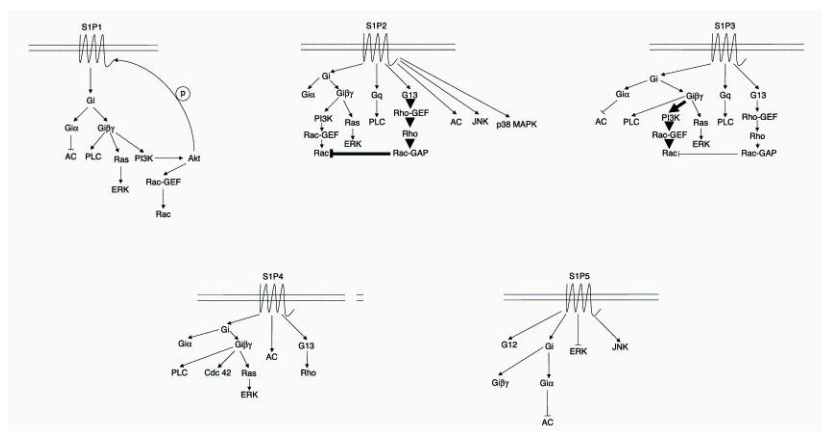 S1P1
P
Gi
Giα Giβγ
AC PLC Ras PI3K Akt
ERK Rac-GEF
Rac
S1P2
Gi
Giα Giβγ Gq G13
PI3K Ras PLC Rho-GEF AC JNK p38 MAPK
Rac-GEF ERK Rho
Rac Rac-GAP
S1P3
Gi
Giα Giβγ Gq G13
AC PLC PI3K Ras PLC Rho-GEF
Rac-GEF ERK Rho
Rac Rac-GAP
S1P4
Gi
Giα Giβγ AC G13
PLC Cdc 42 Ras Rho
ERK
S1P5
G12 Gi ERK JNK
Giβγ Giα
AC